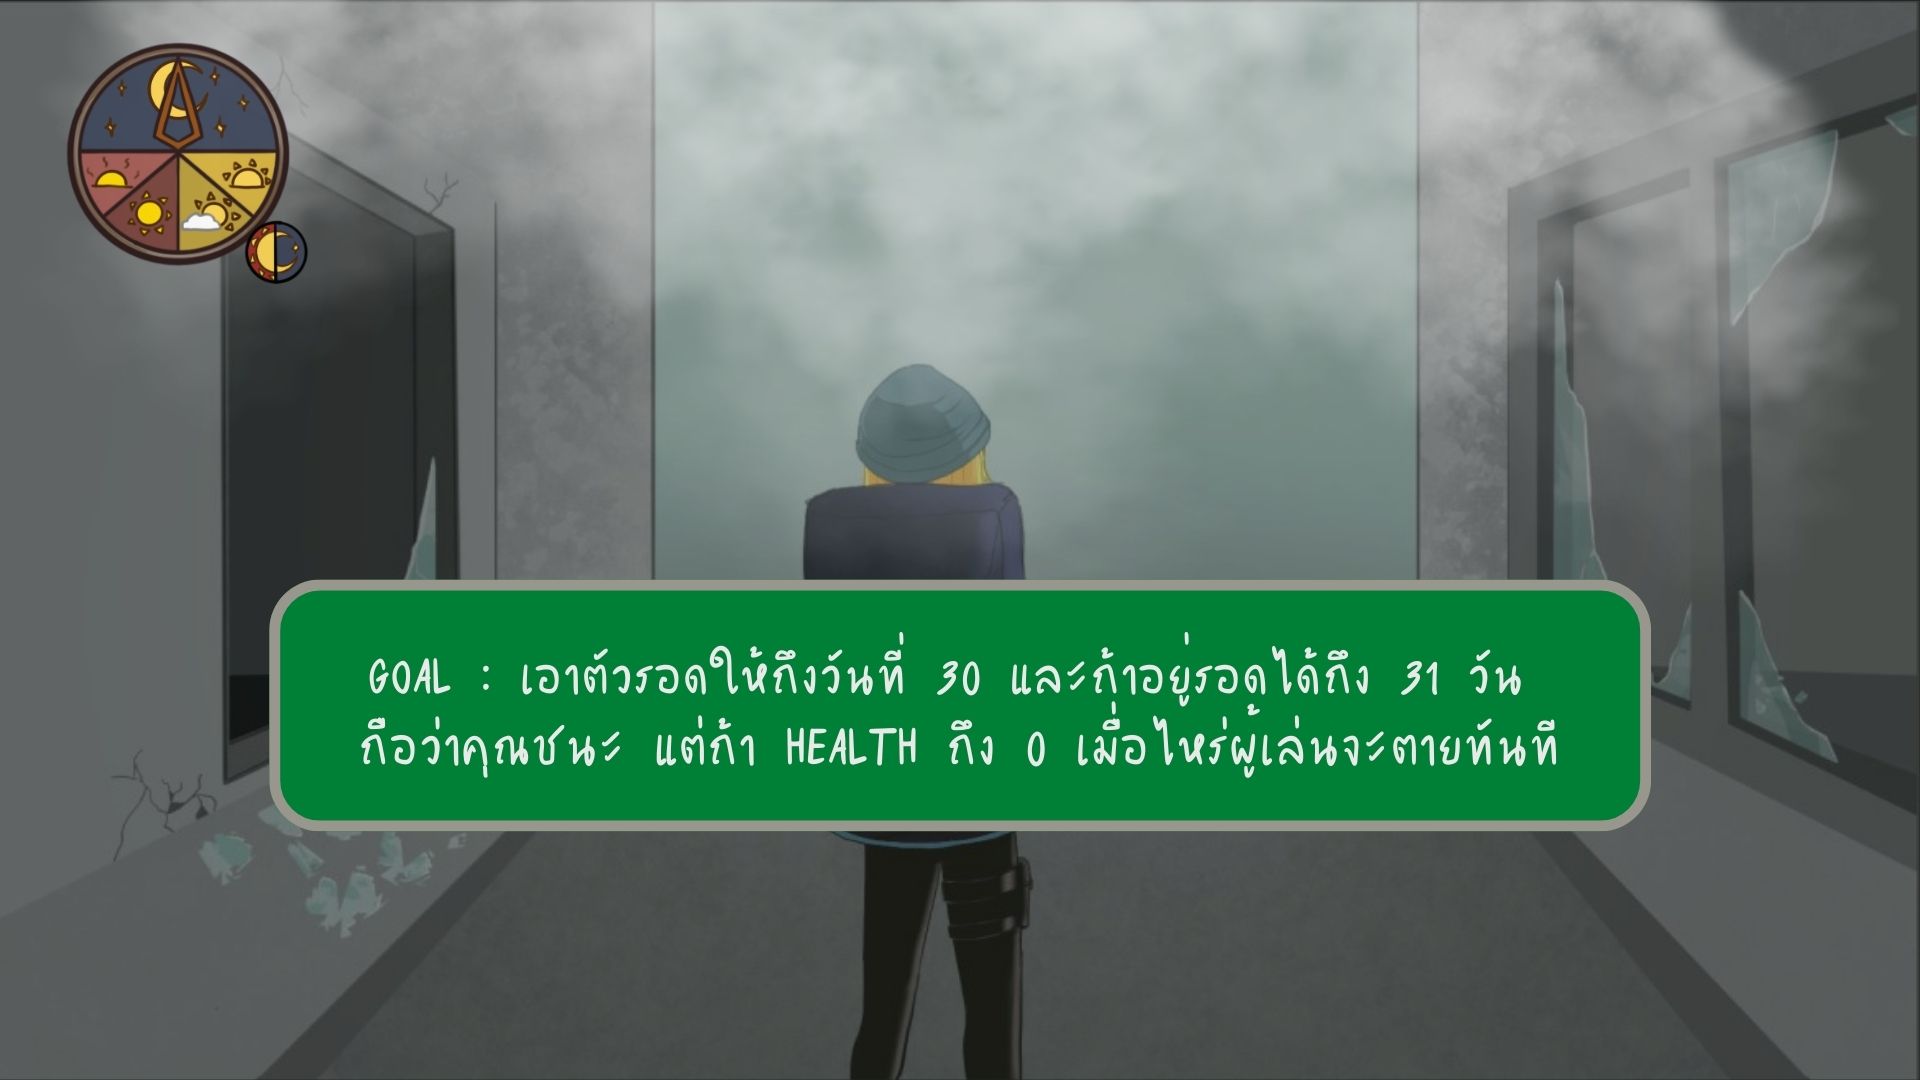 GOAL : เอาตัวรอดให้ถึงวันที่ 30 และถ้าอยู่รอดได้ถึง 31 วัน
ถือว่าคุณชนะ แต่ถ้า HEALTH ถึง 0 เมื่อไหร่ผู้เล่นจะตายทันที